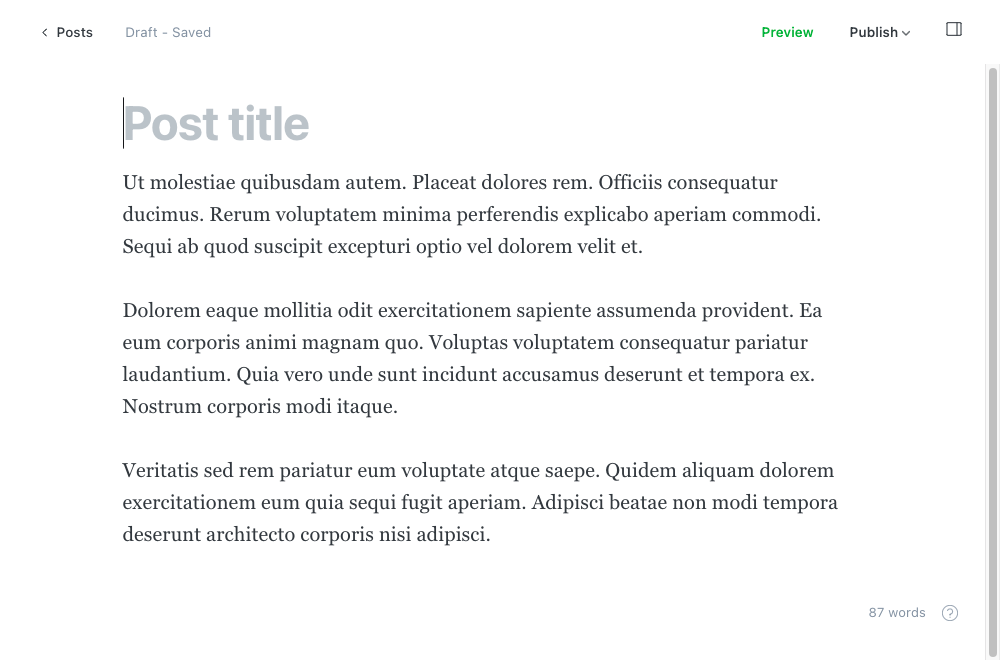 Posts
Draft - Saved
Preview
Publish
Post title
Ut molestiae quibusdam autem. Placeat dolores rem. Officiis consequatur
ducimus. Rerum voluptatem minima perferendis explicabo aperiam commodi.
Sequi ab quod suscipit excepturi optio vel dolorem velit et.
Dolorem eaque mollitia odit exercitationem sapiente assumenda provident. Ea
eum corporis animi magnam quo. Voluptas voluptatem consequatur pariatur
laudantium. Quia vero unde sunt incidunt accusamus deserunt et tempora ex.
Nostrum corporis modi itaque.
Veritatis sed rem pariatur eum voluptate atque saepe. Quidem aliquam dolorem
exercitationem eum quia sequi fugit aperiam. Adipisci beatae non modi tempora
deserunt architecto corporis nisi adipisci.
87 words
?